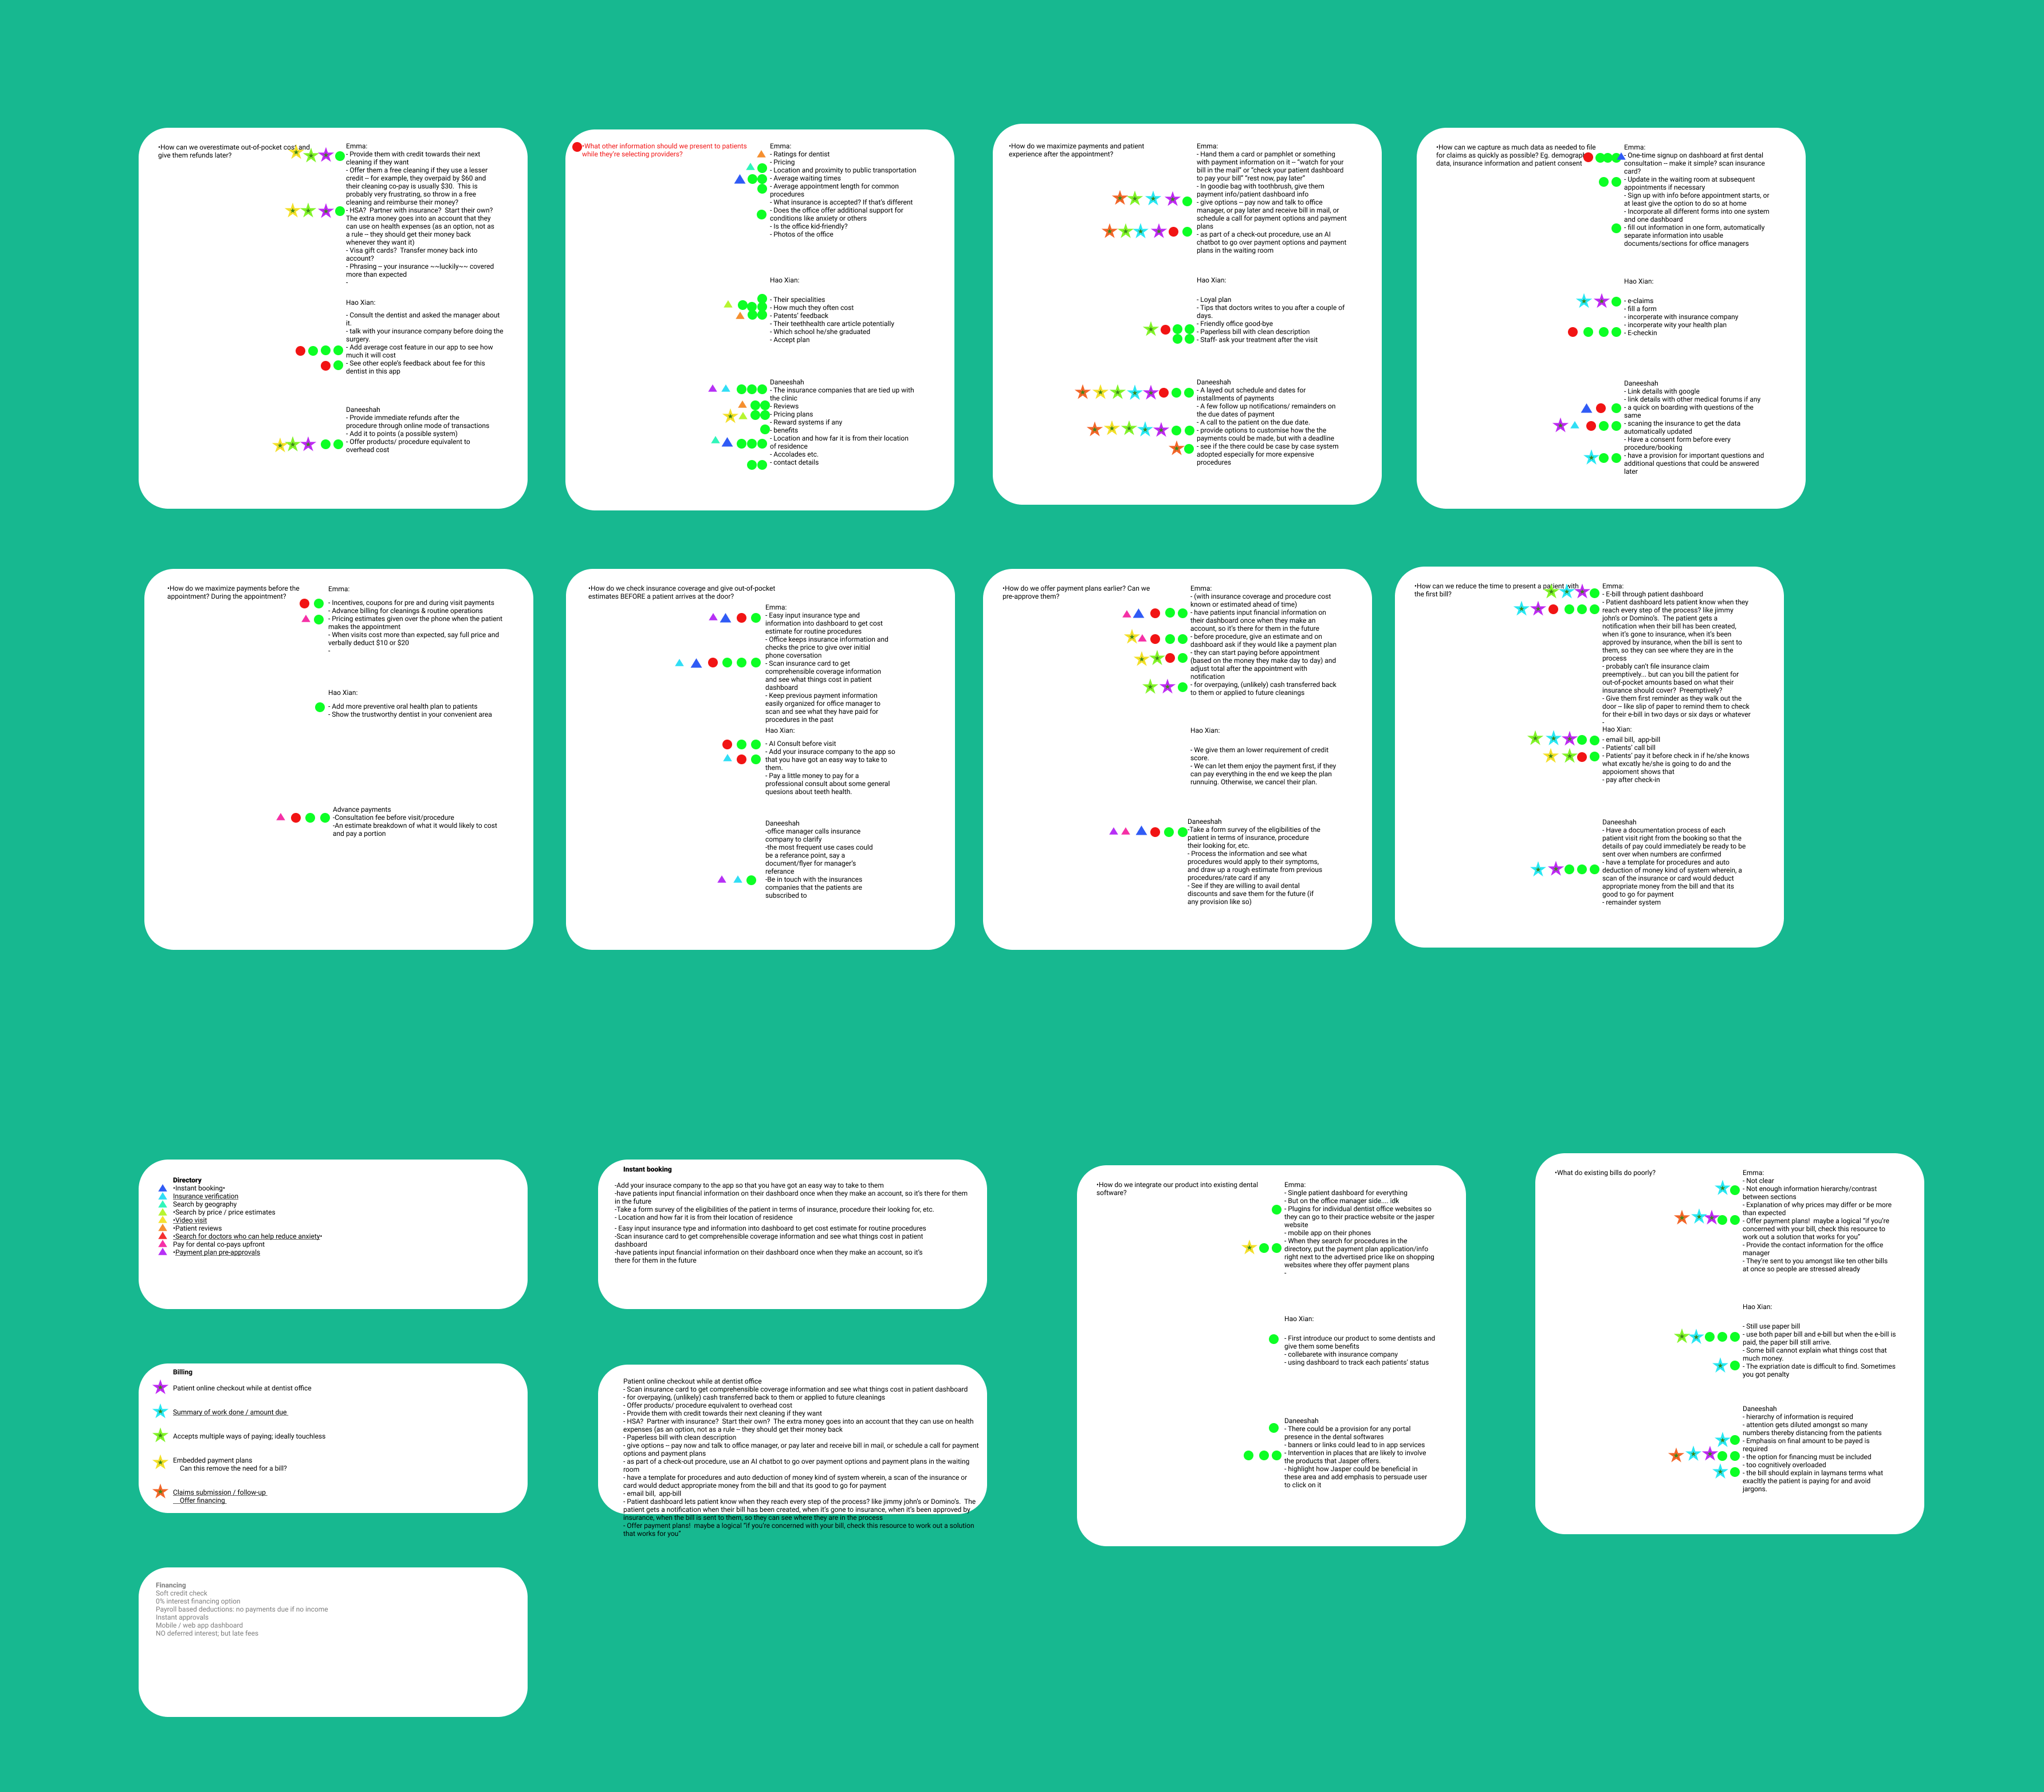 •How can we overestimate out-of-pocket cost and
give them refunds later?
Emma:
- Provide them with credit towards their next
cleaning if they want
- Offer them a free cleaning if they use a lesser
credit – for example, they overpaid by $60 and
their cleaning co-pay is usually $30.  This is
probably very frustrating, so throw in a free
cleaning and reimburse their money?
- HSA?  Partner with insurance?  Start their own?
The extra money goes into an account that they
can use on health expenses (as an option, not as
a rule – they should get their money back
whenever they want it)
- Visa gift cards?  Transfer money back into
account?
- Phrasing – your insurance ~~luckily~~ covered
more than expected
-
Hao Xian:
- Consult the dentist and asked the manager about
it.
- talk with your insurance company before doing the
surgery.
- Add average cost feature in our app to see how
much it will cost
- See other eople's feedback about fee for this
dentist in this app
Daneeshah
- Provide immediate refunds after the
procedure through online mode of transactions
- Add it to points (a possible system)
- Offer products/ procedure equivalent to
overhead cost
•What other information should we present to patients
while they're selecting providers?
Emma:
- Ratings for dentist
- Pricing
- Location and proximity to public transportation
- Average waiting times
- Average appointment length for common
procedures
- What insurance is accepted? If that's different
- Does the office offer additional support for
conditions like anxiety or others
- Is the office kid-friendly?
- Photos of the office
Hao Xian:
- Their specialities
- How much they often cost
- Patents' feedback
- Their teethhealth care article potentially
- Which school he/she graduated
- Accept plan
Daneeshah
- The insurance companies that are tied up with
the clinic
- Reviews
- Pricing plans
- Reward systems if any
- benefits
- Location and how far it is from their location
of residence
- Accolades etc.
- contact details
•How do we maximize payments and patient
experience after the appointment?
Emma:
- Hand them a card or pamphlet or something
with payment information on it – "watch for your
bill in the mail" or "check your patient dashboard
to pay your bill" "rest now, pay later"
- In goodie bag with toothbrush, give them
payment info/patient dashboard info
- give options – pay now and talk to office
manager, or pay later and receive bill in mail, or
schedule a call for payment options and payment
plans
- as part of a check-out procedure, use an AI
chatbot to go over payment options and payment
plans in the waiting room
Hao Xian:
- Loyal plan
- Tips that doctors writes to you after a couple of
days.
- Friendly office good-bye
- Paperless bill with clean description
- Staff- ask your treatment after the visit
Daneeshah
- A layed out schedule and dates for
installments of payments
- A few follow up notifications/ remainders on
the due dates of payment
- A call to the patient on the due date.
- provide options to customise how the the
payments could be made, but with a deadline
- see if the there could be case by case system
adopted especially for more expensive
procedures
•How can we capture as much data as needed to file
for claims as quickly as possible? Eg. demographic
data, insurance information and patient consent
Emma:
- One-time signup on dashboard at first dental
consultation – make it simple? scan insurance
card?
- Update in the waiting room at subsequent
appointments if necessary
- Sign up with info before appointment starts, or
at least give the option to do so at home
- Incorporate all different forms into one system
and one dashboard
- fill out information in one form, automatically
separate information into usable
documents/sections for office managers
Hao Xian:
- e-claims
- fill a form
- incorperate with insurance company
- incorperate wity your health plan
- E-checkin
Daneeshah
- Link details with google
- link details with other medical forums if any
- a quick on boarding with questions of the
same
- scaning the insurance to get the data
automatically updated
- Have a consent form before every
procedure/booking
- have a provision for important questions and
additional questions that could be answered
later
•How do we maximize payments before the
appointment? During the appointment?
Emma:
- Incentives, coupons for pre and during visit payments
- Advance billing for cleanings & routine operations
- Pricing estimates given over the phone when the patient
makes the appointment
- When visits cost more than expected, say full price and
verbally deduct $10 or $20
-
Hao Xian:
- Add more preventive oral health plan to patients
- Show the trustworthy dentist in your convenient area
Advance payments
-Consultation fee before visit/procedure
-An estimate breakdown of what it would likely to cost
and pay a portion
•How do we check insurance coverage and give out-of-pocket
estimates BEFORE a patient arrives at the door?
Emma:
- Easy input insurance type and
information into dashboard to get cost
estimate for routine procedures
- Office keeps insurance information and
checks the price to give over initial
phone coversation
- Scan insurance card to get
comprehensible coverage information
and see what things cost in patient
dashboard
- Keep previous payment information
easily organized for office manager to
scan and see what they have paid for
procedures in the past
Hao Xian:
- AI Consult before visit
- Add your insurace company to the app so
that you have got an easy way to take to
them.
- Pay a little money to pay for a
professional consult about some general
quesions about teeth health.
Daneeshah
-office manager calls insurance
company to clarify
-the most frequent use cases could
be a referance point, say a
document/flyer for manager's
referance
-Be in touch with the insurances
companies that the patients are
subscribed to
•How do we offer payment plans earlier? Can we
pre-approve them?
Emma:
- (with insurance coverage and procedure cost
known or estimated ahead of time)
- have patients input financial information on
their dashboard once when they make an
account, so it's there for them in the future
- before procedure, give an estimate and on
dashboard ask if they would like a payment plan
- they can start paying before appointment
(based on the money they make day to day) and
adjust total after the appointment with
notification
- for overpaying, (unlikely) cash transferred back
to them or applied to future cleanings
Hao Xian:
- We give them an lower requirement of credit
score.
- We can let them enjoy the payment first, if they
can pay everything in the end we keep the plan
runnuing. Otherwise, we cancel their plan.
Daneeshah
-Take a form survey of the eligibilities of the
patient in terms of insurance, procedure
their looking for, etc.
- Process the information and see what
procedures would apply to their symptoms,
and draw up a rough estimate from previous
procedures/rate card if any
- See if they are willing to avail dental
discounts and save them for the future (if
any provision like so)
•How can we reduce the time to present a patient with
the first bill?
Emma:
- E-bill through patient dashboard
- Patient dashboard lets patient know when they
reach every step of the process? Like jimmy
john's or Domino's.  The patient gets a
notification when their bill has been created,
when it's gone to insurance, when it's been
approved by insurance, when the bill is sent to
them, so they can see where they are in the
process
- probably can't file insurance claim
preemptively... but can you bill the patient for
out-of-pocket amounts based on what their
insurance should cover?  Preemptively?
- Give them first reminder as they walk out the
door – like slip of paper to remind them to check
for their e-bill in two days or six days or whatever
-
Hao Xian:
- email bill,  app-bill
- Patients' call bill
- Patients' pay it before check in if he/she knows
what excatly he/she is going to do and the
appoioment shows that
- pay after check-in
Daneeshah
- Have a documentation process of each
patient visit right from the booking so that the
details of pay could immediately be ready to be
sent over when numbers are confirmed
- have a template for procedures and auto
deduction of money kind of system wherein, a
scan of the insurance or card would deduct
appropriate money from the bill and that its
good to go for payment
- remainder system
Directory
•Instant booking•
Insurance verification
Search by geography
•Search by price / price estimates
•Video visit
•Patient reviews
•Search for doctors who can help reduce anxiety•
Pay for dental co-pays upfront
•Payment plan pre-approvals
Instant booking
-Add your insurace company to the app so that you have got an easy way to take to them
-have patients input financial information on their dashboard once when they make an account, so it's there for them
in the future
-Take a form survey of the eligibilities of the patient in terms of insurance, procedure their looking for, etc.
- Location and how far it is from their location of residence
- Easy input insurance type and information into dashboard to get cost estimate for routine procedures
-Scan insurance card to get comprehensible coverage information and see what things cost in patient
dashboard
-have patients input financial information on their dashboard once when they make an account, so it's
there for them in the future
•How do we integrate our product into existing dental
software?
Emma:
- Single patient dashboard for everything
- But on the office manager side.... idk
- Plugins for individual dentist office websites so
they can go to their practice website or the jasper
website
- mobile app on their phones
- When they search for procedures in the
directory, put the payment plan application/info
right next to the advertised price like on shopping
websites where they offer payment plans
-
Hao Xian:
- First introduce our product to some dentists and
give them some benefits
- collebarete with insurance company
- using dashboard to track each patients' status
Daneeshah
- There could be a provision for any portal
presence in the dental softwares
- banners or links could lead to in app services
- Intervention in places that are likely to involve
the products that Jasper offers.
- highlight how Jasper could be beneficial in
these area and add emphasis to persuade user
to click on it
•What do existing bills do poorly?
Emma:
- Not clear
- Not enough information hierarchy/contrast
between sections
- Explanation of why prices may differ or be more
than expected
- Offer payment plans!  maybe a logical "if you're
concerned with your bill, check this resource to
work out a solution that works for you"
- Provide the contact information for the office
manager
- They're sent to you amongst like ten other bills
at once so people are stressed already
Hao Xian:
- Still use paper bill
- use both paper bill and e-bill but when the e-bill is
paid, the paper bill still arrive.
- Some bill cannot explain what things cost that
much money.
- The expriation date is difficult to find. Sometimes
you got penalty
Daneeshah
- hierarchy of information is required
- attention gets diluted amongst so many
numbers thereby distancing from the patients
- Emphasis on final amount to be payed is
required
- the option for financing must be included
- too cognitively overloaded
- the bill should explain in laymans terms what
exacltly the patient is paying for and avoid
jargons.
Billing
Patient online checkout while at dentist office
Summary of work done / amount due
Accepts multiple ways of paying; ideally touchless
Embedded payment plans
Can this remove the need for a bill?
Claims submission / follow-up
Offer financing
Patient online checkout while at dentist office
- Scan insurance card to get comprehensible coverage information and see what things cost in patient dashboard
- for overpaying, (unlikely) cash transferred back to them or applied to future cleanings
- Offer products/ procedure equivalent to overhead cost
- Provide them with credit towards their next cleaning if they want
- HSA?  Partner with insurance?  Start their own?  The extra money goes into an account that they can use on health
expenses (as an option, not as a rule – they should get their money back
- Paperless bill with clean description
- give options – pay now and talk to office manager, or pay later and receive bill in mail, or schedule a call for payment
options and payment plans
- as part of a check-out procedure, use an AI chatbot to go over payment options and payment plans in the waiting
room
- have a template for procedures and auto deduction of money kind of system wherein, a scan of the insurance or
card would deduct appropriate money from the bill and that its good to go for payment
- email bill,  app-bill
- Patient dashboard lets patient know when they reach every step of the process? like jimmy john's or Domino's.  The
patient gets a notification when their bill has been created, when it's gone to insurance, when it's been approved by
insurance, when the bill is sent to them, so they can see where they are in the process
- Offer payment plans!  maybe a logical "if you're concerned with your bill, check this resource to work out a solution
that works for you"
Financing
Soft credit check
0% interest financing option
Payroll based deductions: no payments due if no income
Instant approvals
Mobile / web app dashboard
NO deferred interest; but late fees